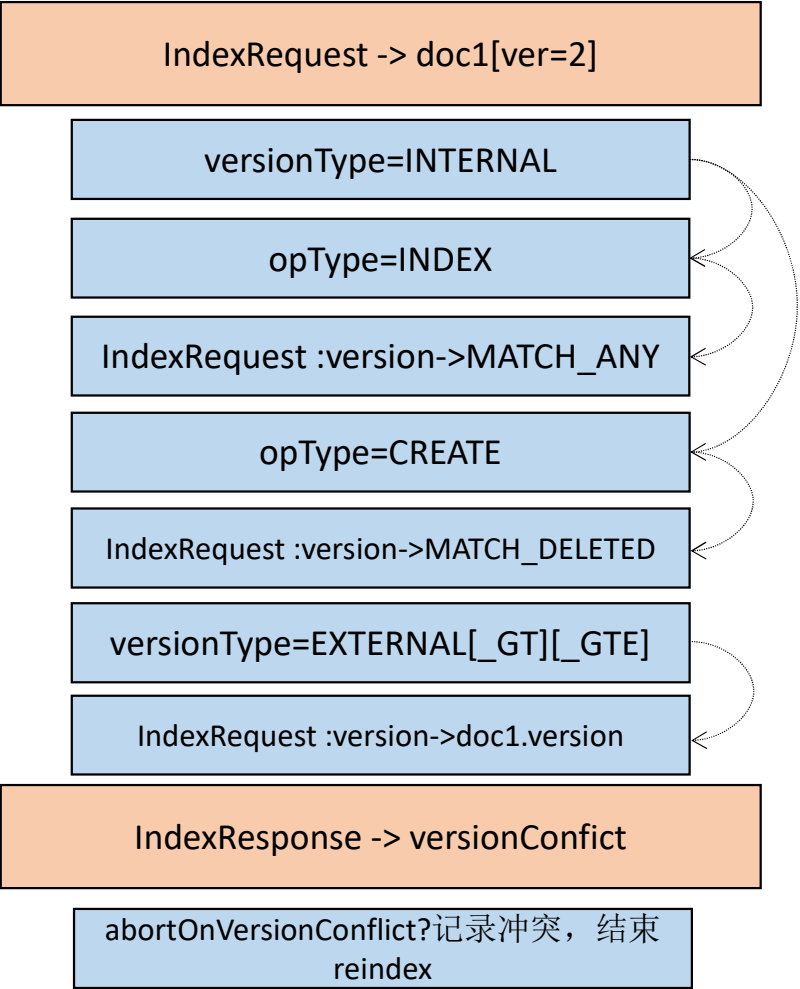 IndexRequest -> doc1[ver=2]
versionType=INTERNAL
opType=INDEX
IndexRequest :version->MATCH_ANY
opType=CREATE
IndexRequest :version->MATCH_DELETED
versionType=EXTERNAL[_GT][_GTE]
IndexRequest :version->doc1.version
IndexResponse -> versionConfict
abortOnVersionConflict?记录冲突，结束
reindex